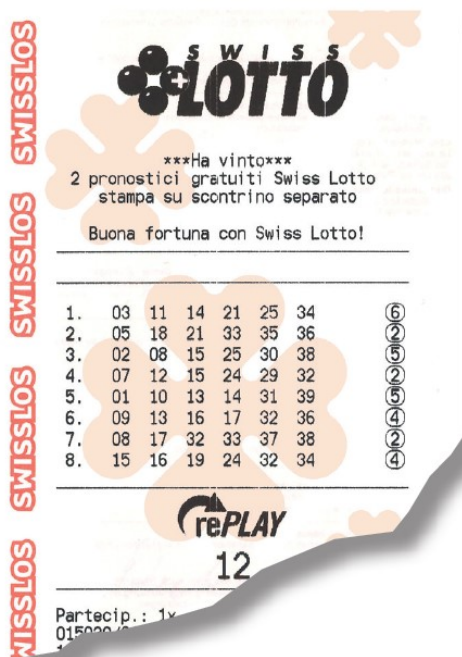 SWISS
LOTTO
***Ha vinto***
2 pronostici gratuiti Swiss Lotto
stampa su scontrino separato
Buona fortuna con Swiss Lotto!
1. 03 11 14 21 25 34 6
2. 05 18 21 33 35 36 2
3. 02 08 15 25 30 38 5
4. 07 12 15 24 29 32 2
5. 01 10 13 14 31 39 5
6. 09 13 16 17 32 36 4
7. 08 17 32 33 37 38 2
8. 15 16 19 24 32 34 4
rePLAY
12
Partecip.: 1x
SWISSLOS
SWISSLOS
SWISSLOS
SWISSLOS